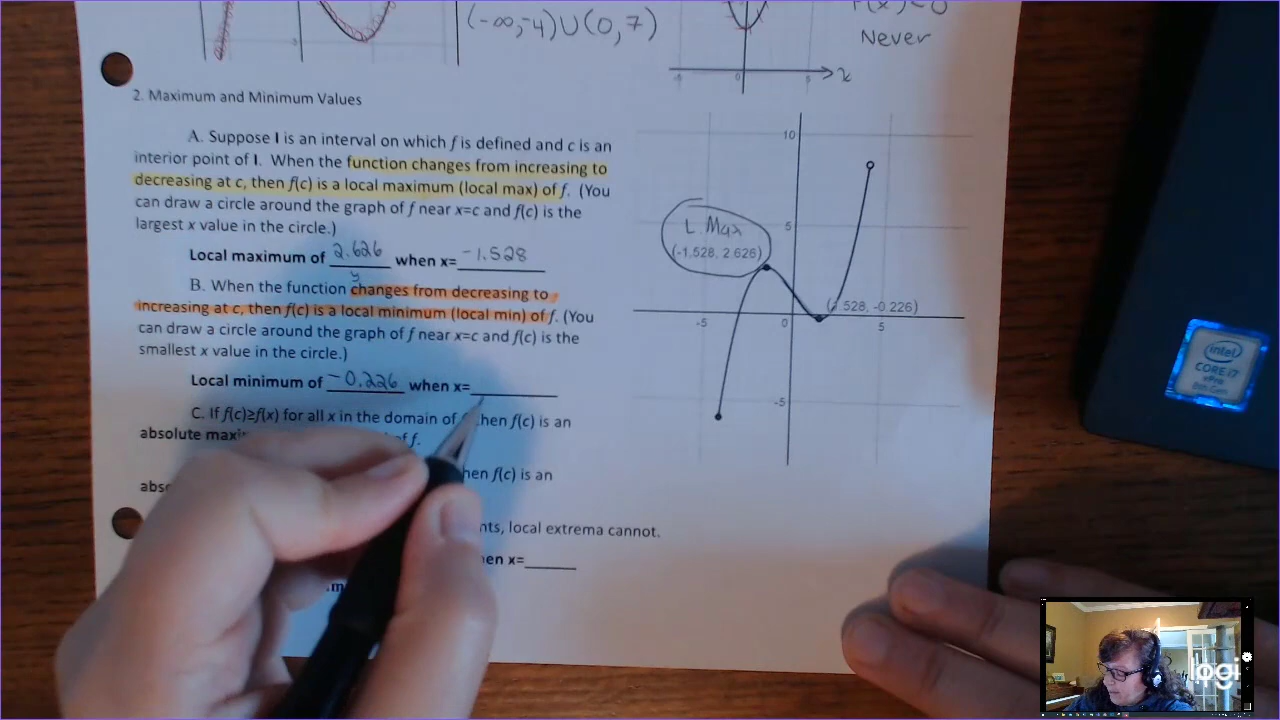 (-∞,-4)∪(0,7)
Never
2. Maximum and Minimum Values
A. Suppose I is an interval on which f is defined and c is an
interior point of I. When the function changes from increasing to
decreasing at c, then f(c) is a local maximum (local max) of f. (You
can draw a circle around the graph of f near x=c and f(c) is the
largest x value in the circle.)
Local maximum of 2.626 when x= -1.528
y
B. When the function changes from decreasing to
increasing at c, then f(c) is a local minimum (local min) of f. (You
can draw a circle around the graph of f near x=c and f(c) is the
smallest x value in the circle.)
Local minimum of -0.226 when x=
C. If f(c)≥f(x) for all x in the domain of f, then f(c) is an
absolute of f.
f(c) is an
local extrema cannot.
x=
x
0
10
5
L. Max
(-1.528, 2.626)
.528, -0.226)
-5
0
5
-5
intel
CORE i7
vPro
8th Gen
logi